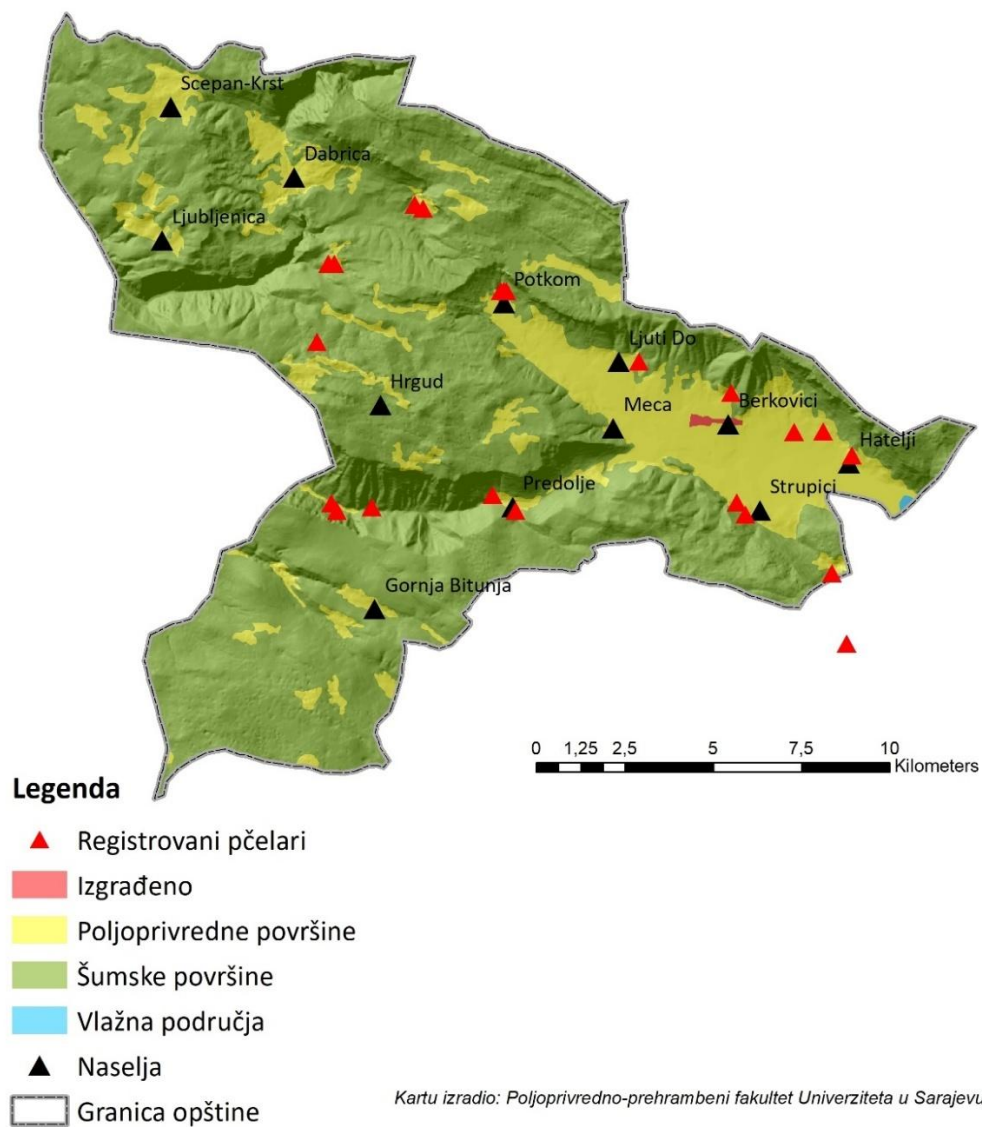 Scepan-Krst
Dabrica
Ljubljenica
Potkom
Ljuti Do
Hrgud
Meca
Berkovici
Hatelji
Predolje
Strupici
Gornja Bitunja
0 1,25 2,5 5 7,5 10
Kilometers
Legenda
Registrovani pčelari
Izgrađeno
Poljoprivredne površine
Šumske površine
Vlažna područja
Naselja
Granica opštine
Kartu izradio: Poljoprivredno-prehrambeni fakultet Univerziteta u Sarajevu